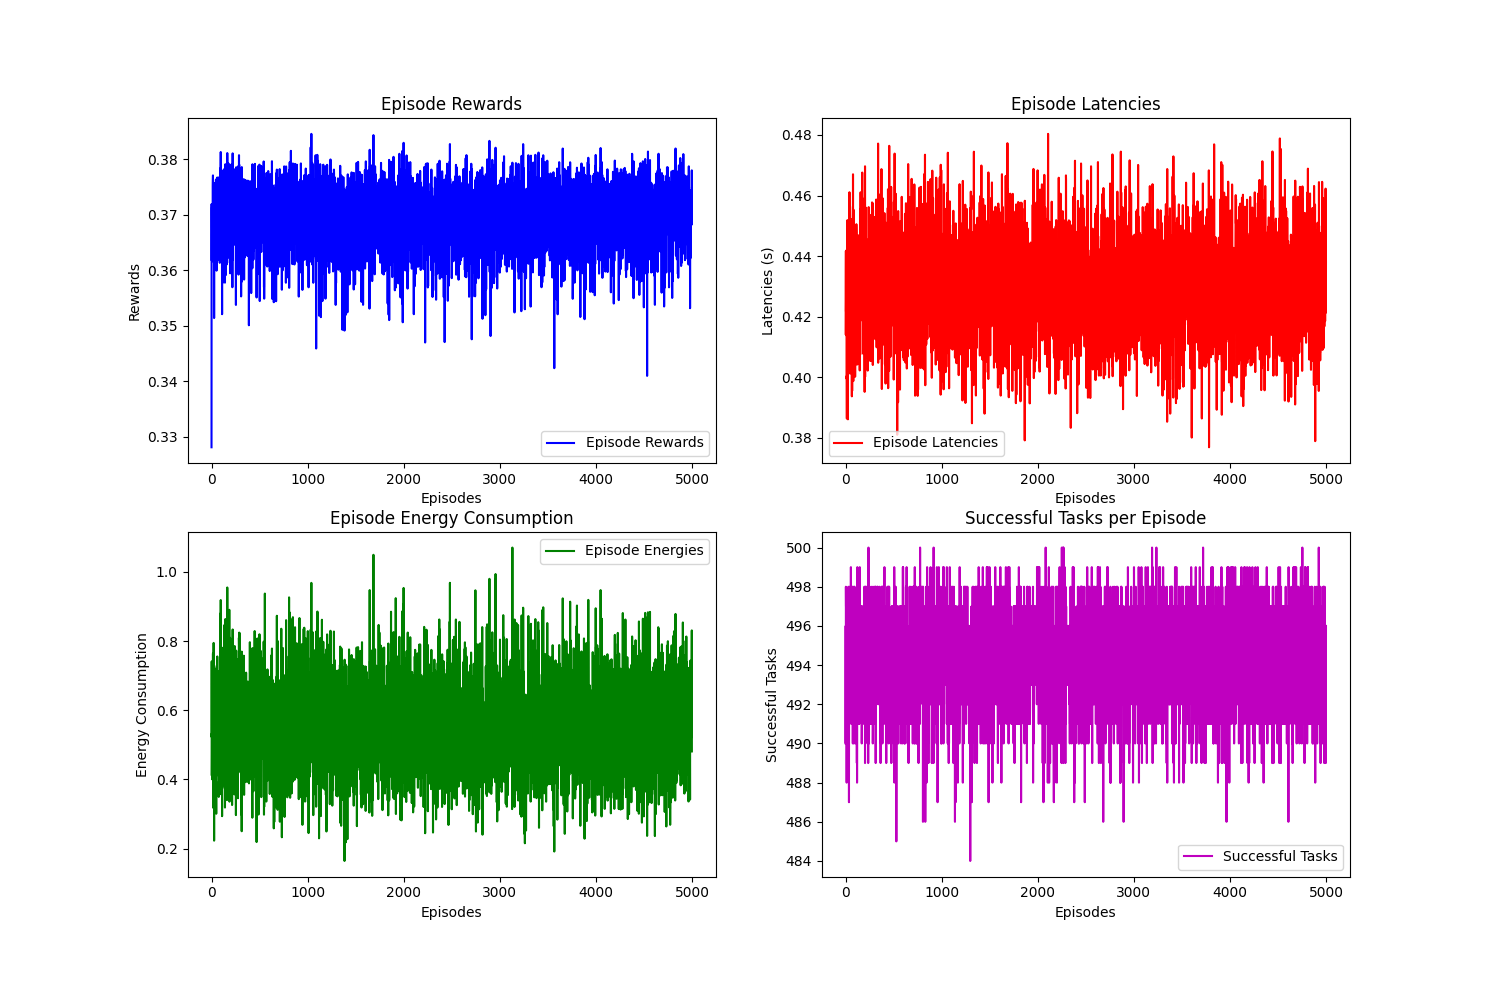 Episode Rewards
Rewards
0.38
0.37
0.36
0.35
0.34
0.33
Episode Rewards
0 1000 2000 3000 4000 5000
Episodes
Episode Latencies
Latencies (s)
0.48
0.46
0.44
0.42
0.40
0.38
Episode Latencies
0 1000 2000 3000 4000 5000
Episodes
Episode Energy Consumption
Energy Consumption
Episode Energies
1.0
0.8
0.6
0.4
0.2
0 1000 2000 3000 4000 5000
Episodes
Successful Tasks per Episode
Successful Tasks
500
498
496
494
492
490
488
486
484
Successful Tasks
0 1000 2000 3000 4000 5000
Episodes